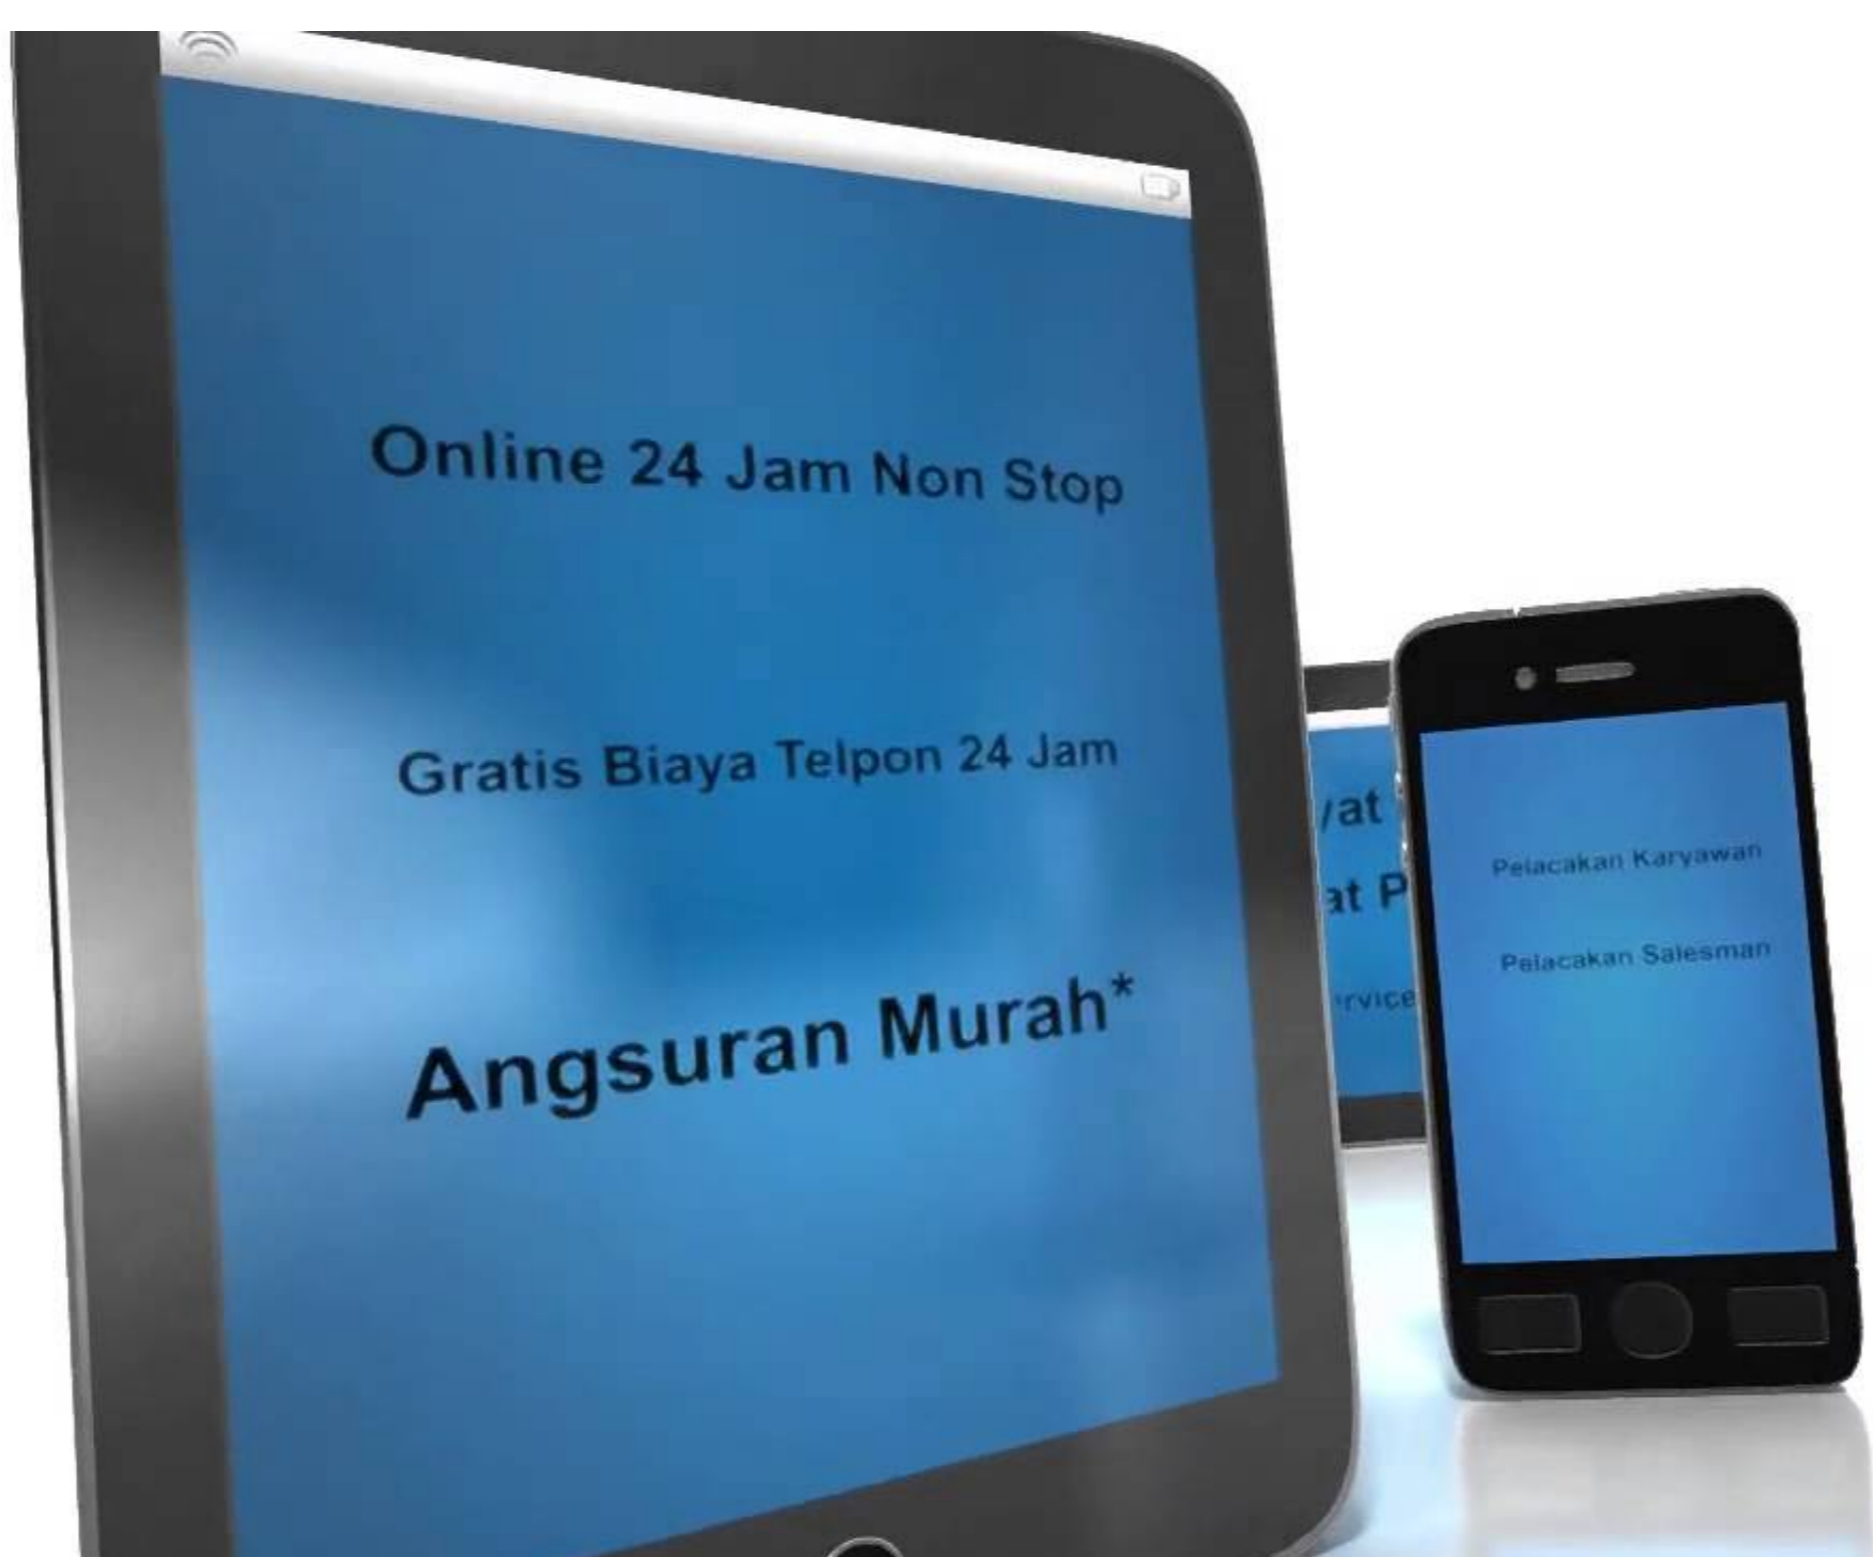 Online 24 Jam Non Stop
Gratis Biaya Telpon 24 Jam
Angsuran Murah*
Pelacakan Karyawan
Pelacakan Salesman